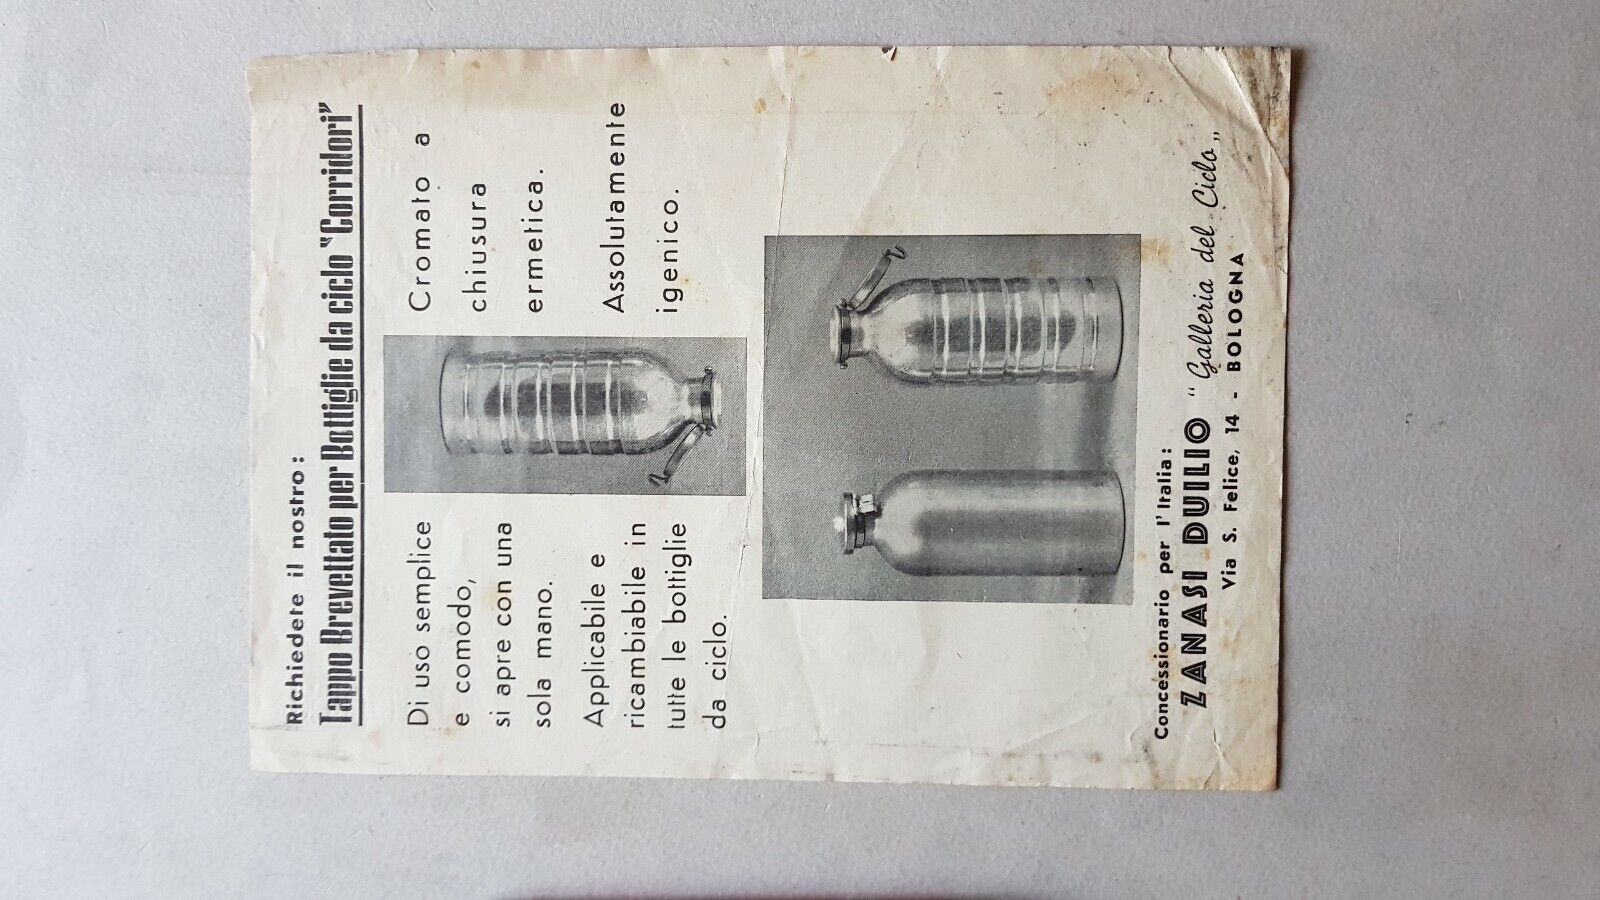 Richiedete il nostro:
Tappo Brevettato per Bottiglie da ciclo "Corridori"
Di uso semplice
e comodo,
si apre con una
sola mano.
Applicabile e
ricambiabile in
tutte le bottiglie
da ciclo.
Cromato a
chiusura
ermetica.
Assolutamente
igenico.
Concessionario per l'Italia:
ZANASI DUILIO "Galleria del Ciclo„
Via S. Felice, 14 - BOLOGNA